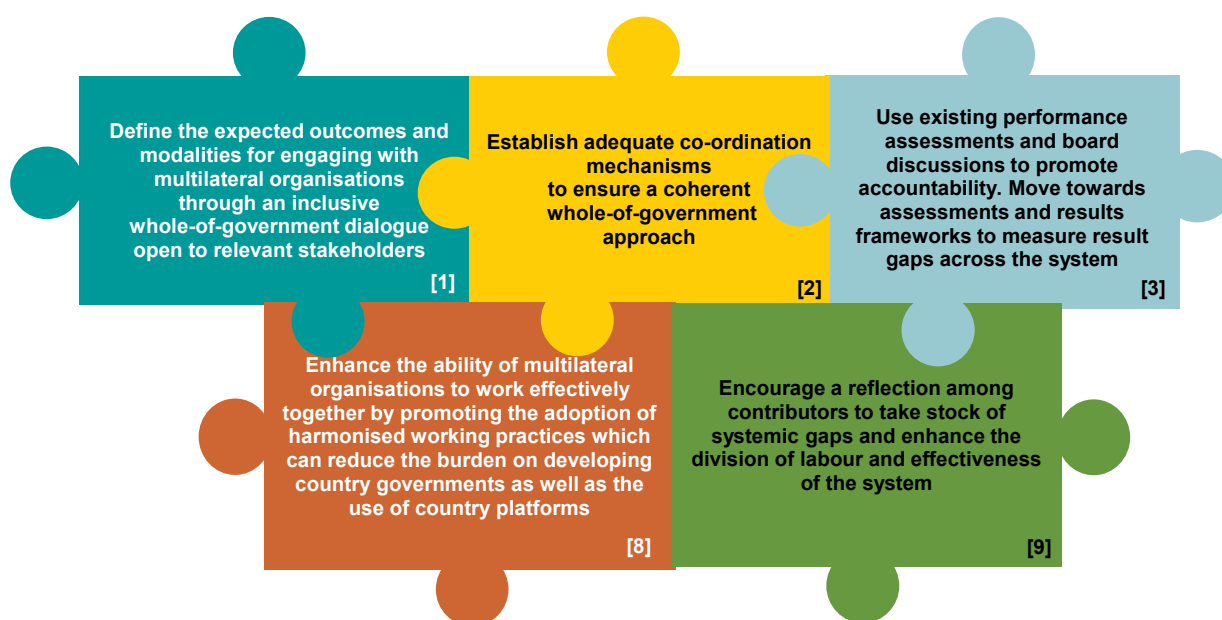 Define the expected outcomes and
modalities for engaging with
multilateral organisations
through an inclusive
whole-of-government dialogue
open to relevant stakeholders
[1]
Establish adequate co-ordination
mechanisms
to ensure a coherent
whole-of-government
approach
[2]
Use existing performance
assessments and board
discussions to promote
accountability. Move towards
assessments and results
frameworks to measure result
gaps across the system
[3]
Enhance the ability of multilateral
organisations to work effectively
together by promoting the adoption of
harmonised working practices which
can reduce the burden on developing
country governments as well as the
use of country platforms
[8]
Encourage a reflection among
contributors to take stock of
systemic gaps and enhance the
division of labour and effectiveness
of the system
[9]